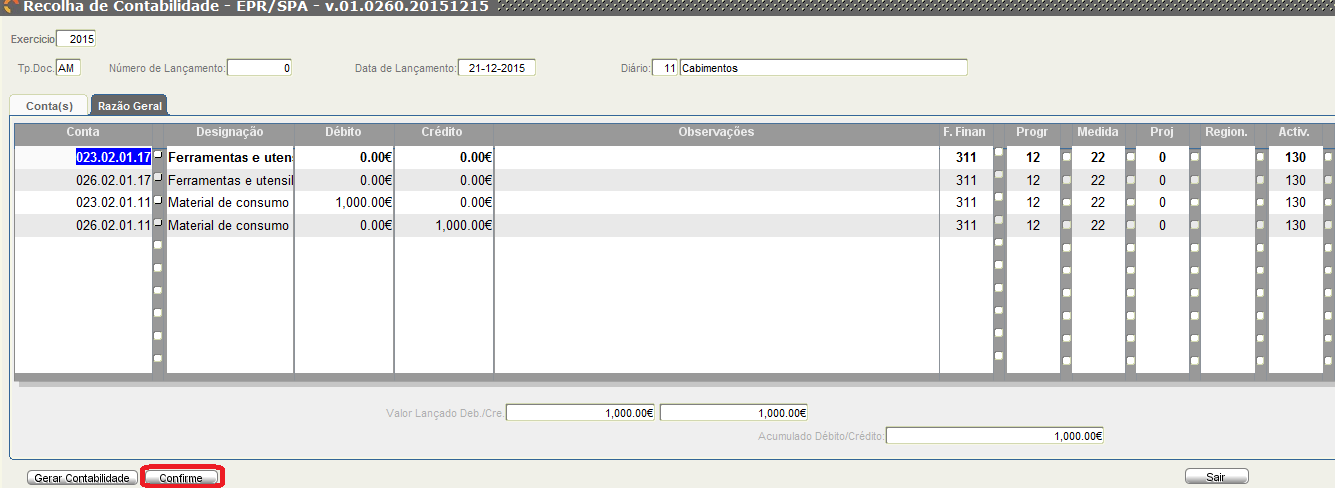 Recolha de Contabilidade - EPR/SPA - v.01.0260.20151215
Exercicio 2015
Tp.Doc. AM Número de Lançamento: 0 Data de Lançamento: 21-12-2015 Diário: 11 Cabimentos
Conta(s) Razão Geral
Conta Designação Débito Crédito Observações F. Finan Progr Medida Proj Region. Activ.
023.02.01.17 Ferramentas e uten 0.00€ 0.00€ 311 12 22 0 130
026.02.01.17 Ferramentas e utensil 0.00€ 0.00€ 311 12 22 0 130
023.02.01.11 Material de consumo 1,000.00€ 0.00€ 311 12 22 0 130
026.02.01.11 Material de consumo 0.00€ 1,000.00€ 311 12 22 0 130
Valor Lançado Deb./Cre. 1,000.00€ 1,000.00€
Acumulado Débito/Crédito: 1,000.00€
Gerar Contabilidade Confirme Sair